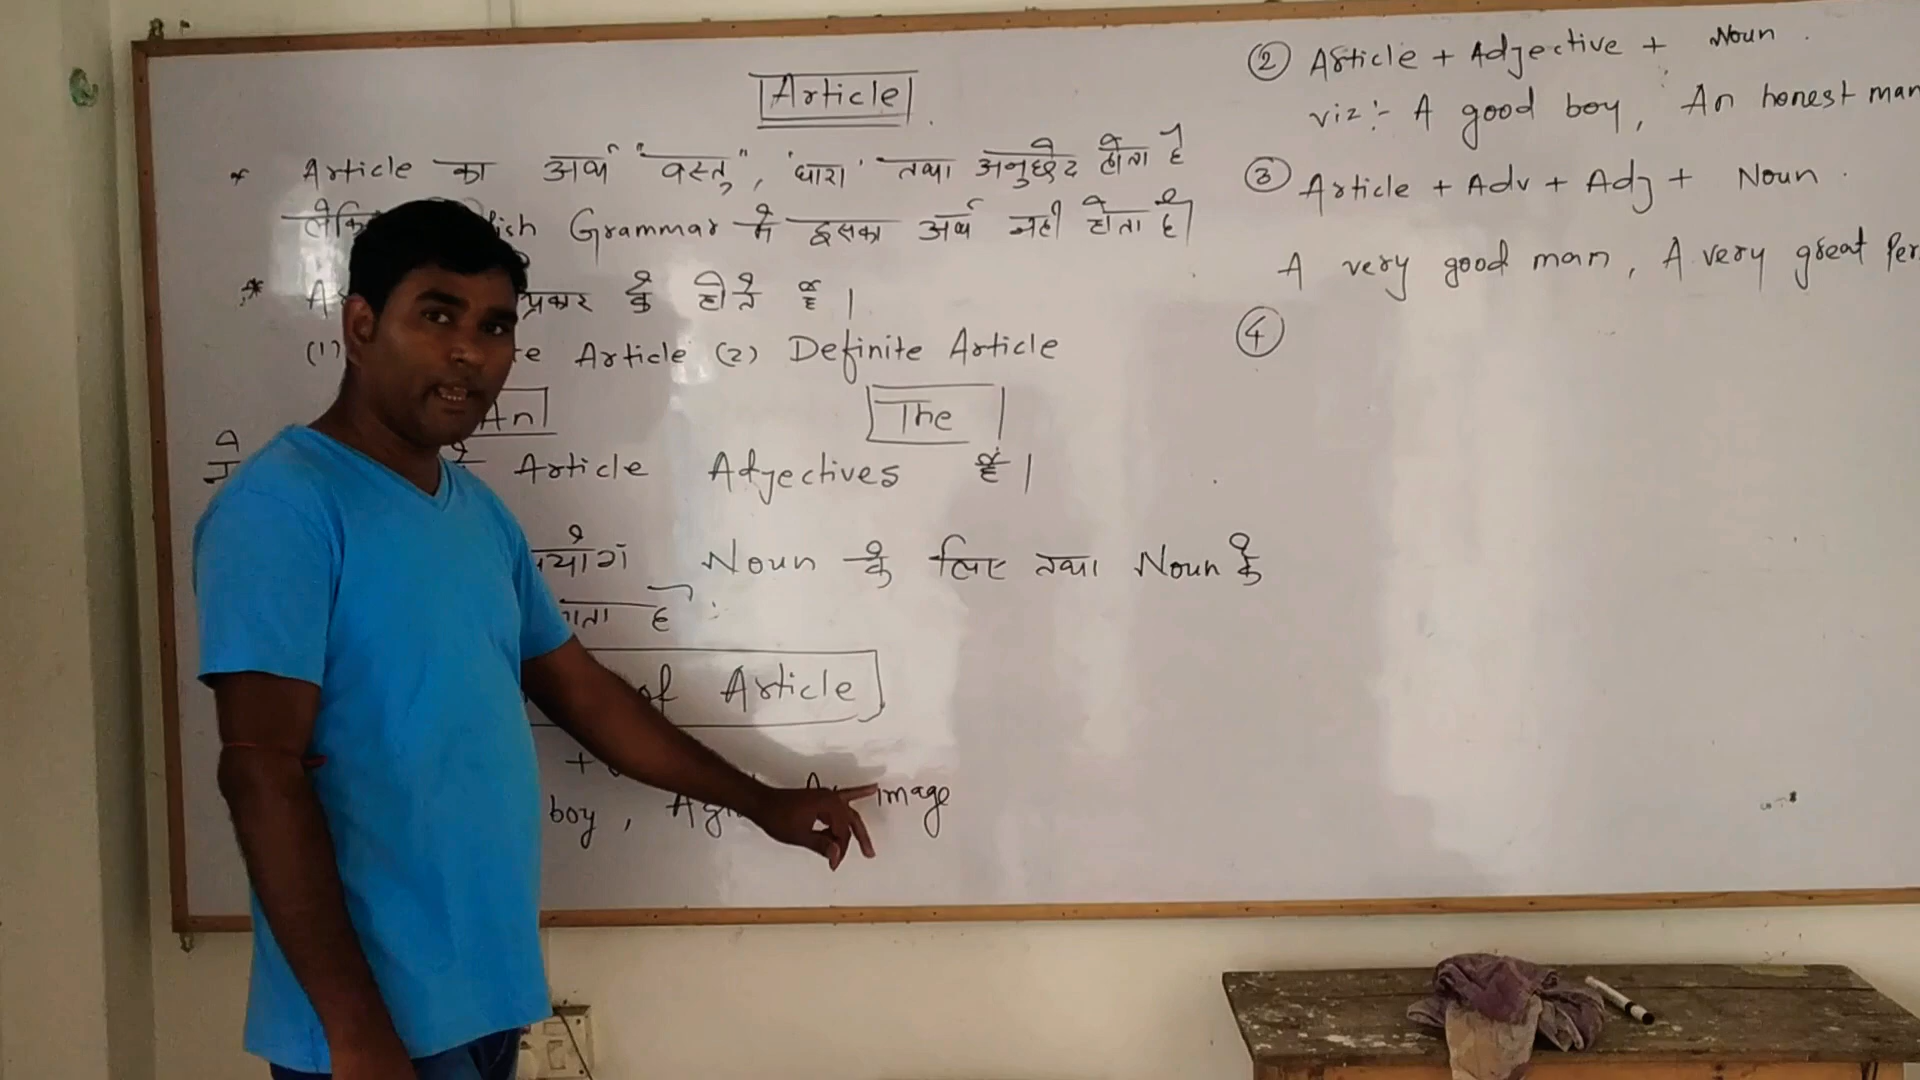 Article
* Article का अर्थ "वस्तु", 'धारा' तथा अनुछेद होता है
Grammar में इसका अर्थ नही होता है।
* प्रकार के होते हैं।
(1) Article (2) Definite Article
An The
Article Adjectives हैं।
Noun के लिए तथा Noun के
है
of Article
+
boy, image
② Article + Adjective + Noun.
viz:- A good boy, An honest man
③ Article + Adv + Adj + Noun.
A very good man, A very great Per
④